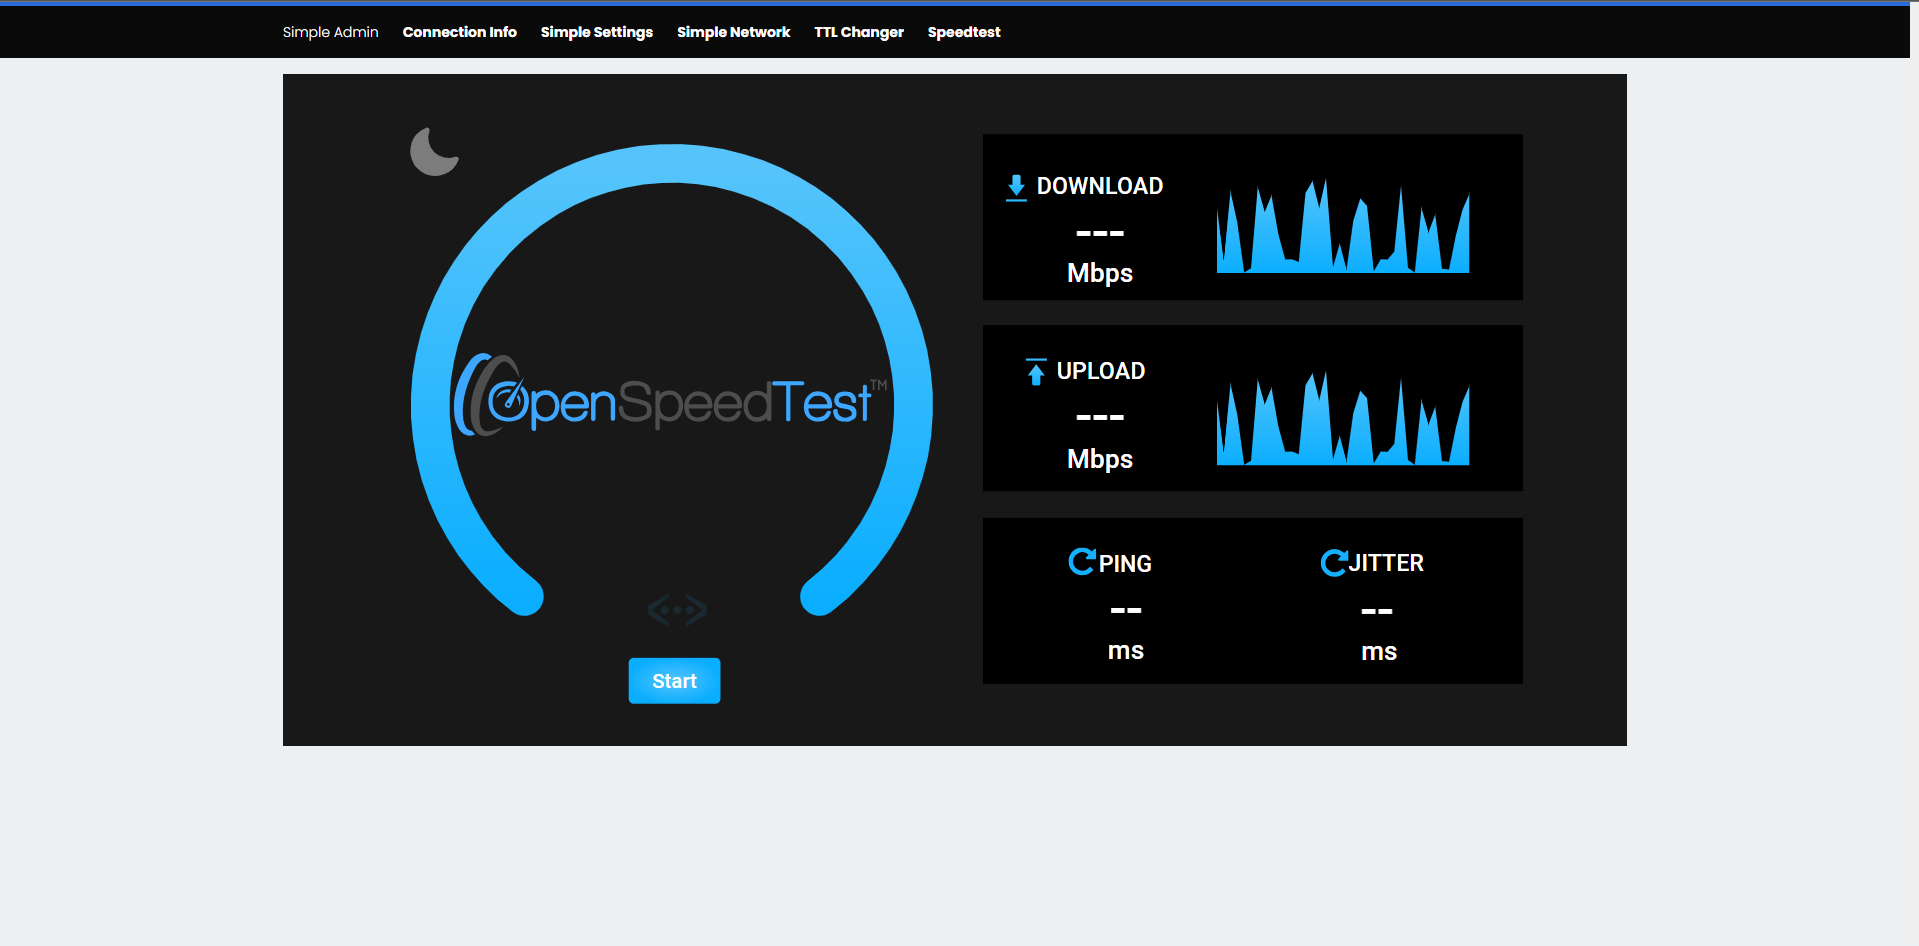 Simple Admin Connection Info Simple Settings Simple Network TTL Changer Speedtest
OpenSpeedTest™
Start
DOWNLOAD
---
Mbps
UPLOAD
---
Mbps
PING
--
ms
JITTER
--
ms